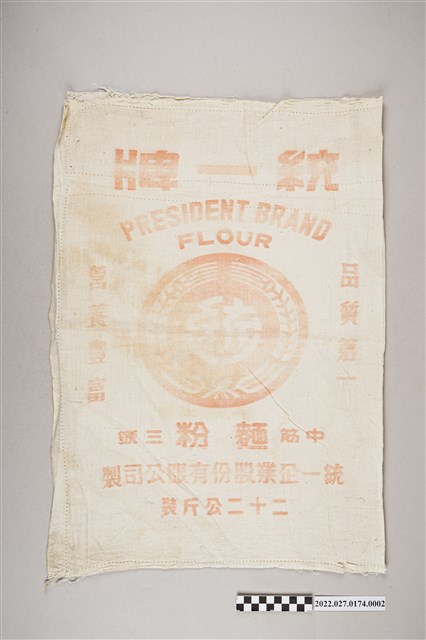 統一牌
PRESIDENT BRAND
FLOUR
品質第一
營養豐富
中筋麵粉三號
統一企業股份有限公司製
二十二公斤裝
2022.027.0174.0002